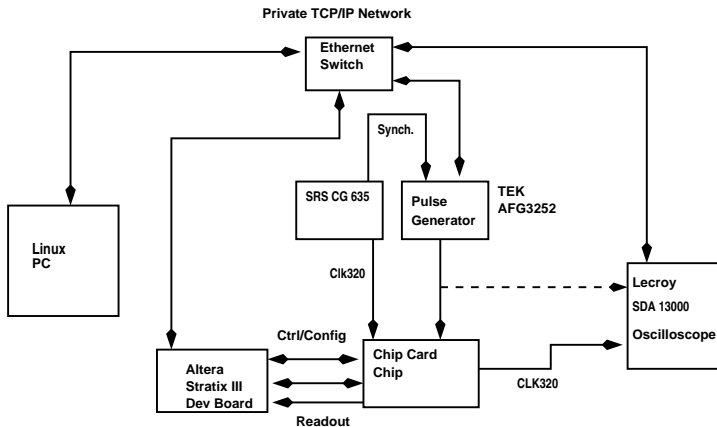 Private TCP/IP Network
Ethernet
Switch
Synch.
SRS CG 635
Pulse
Generator
TEK
AFG3252
Linux
PC
Clk320
Lecroy
SDA 13000
Oscilloscope
Ctrl/Config
Chip Card
Chip
Altera
Stratix III
Dev Board
CLK320
Readout